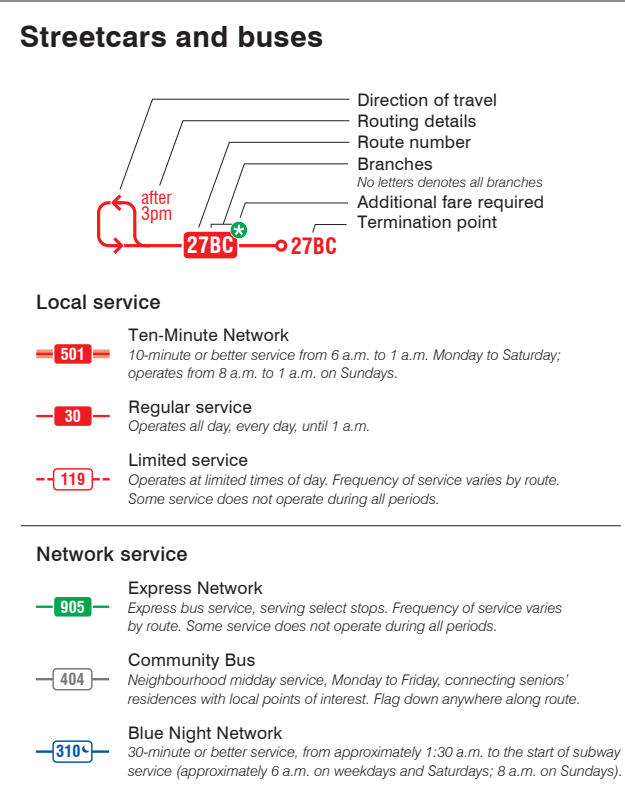 Streetcars and buses
Direction of travel
Routing details
Route number
Branches
No letters denotes all branches
Additional fare required
Termination point
after
3pm
27BC
*
27BC
Local service
501
Ten-Minute Network
10-minute or better service from 6 a.m. to 1 a.m. Monday to Saturday;
operates from 8 a.m. to 1 a.m. on Sundays.
30
Regular service
Operates all day, every day, until 1 a.m.
119
Limited service
Operates at limited times of day. Frequency of service varies by route.
Some service does not operate during all periods.
Network service
905
Express Network
Express bus service, serving select stops. Frequency of service varies
by route. Some service does not operate during all periods.
404
Community Bus
Neighbourhood midday service, Monday to Friday, connecting seniors’
residences with local points of interest. Flag down anywhere along route.
310
Blue Night Network
30-minute or better service, from approximately 1:30 a.m. to the start of subway
service (approximately 6 a.m. on weekdays and Saturdays; 8 a.m. on Sundays).